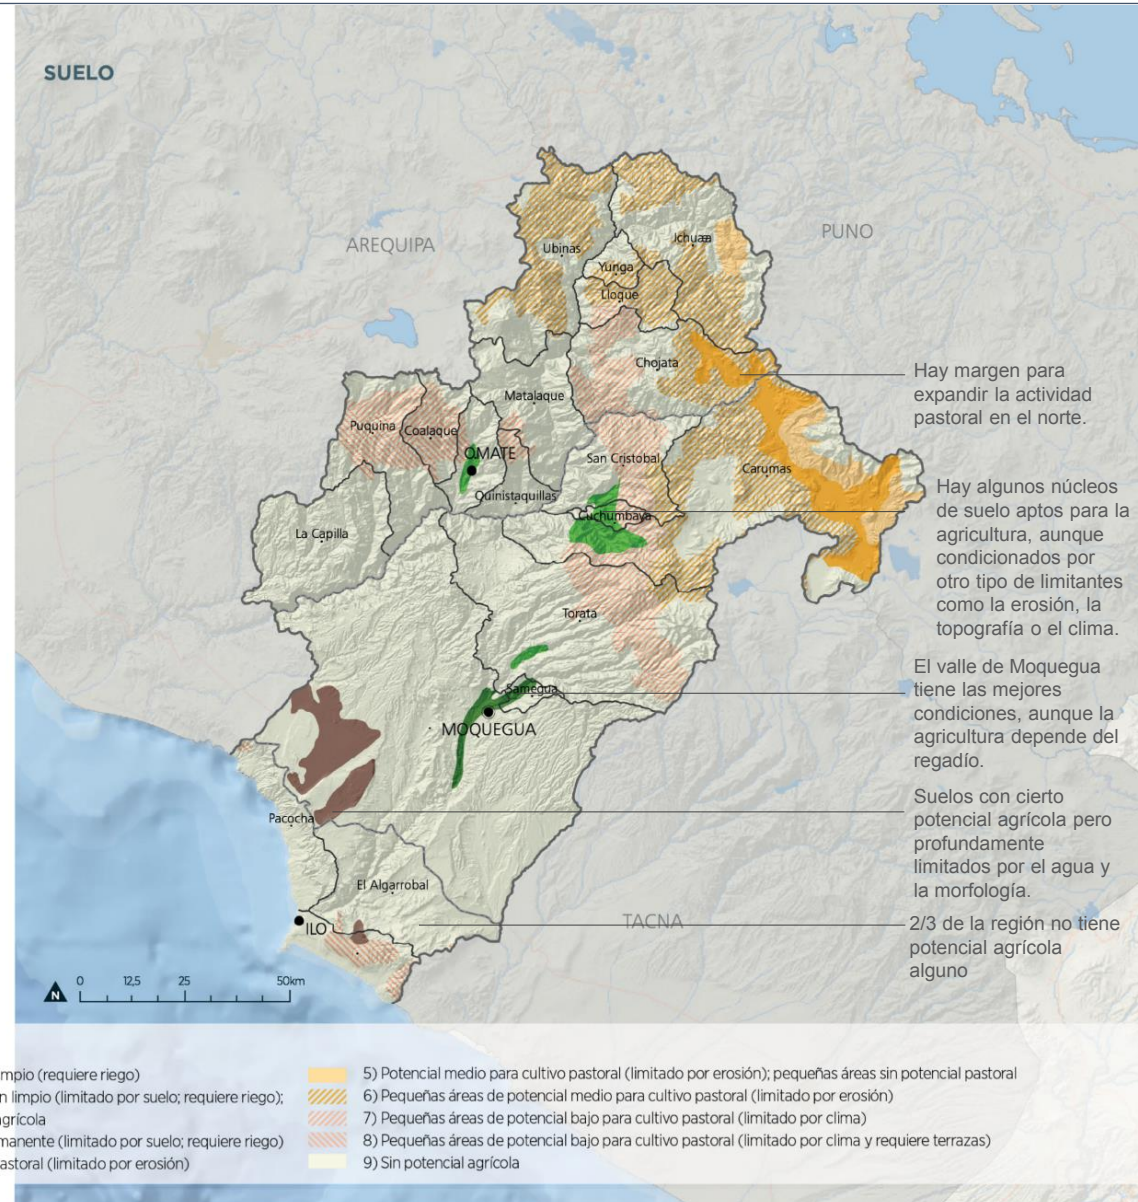 SUELO
AREQUIPA
PUNO
Ubinas
Ichuña
Yunga
Lloque
Chojata
Hay margen para
expandir la actividad
pastoral en el norte.
Matalaque
Puquina
Coalaque
OMATE
San Cristobal
Carumas
Quinistaquillas
Cuchumbaya
Hay algunos núcleos
de suelo aptos para la
agricultura, aunque
condicionados por
otro tipo de limitantes
como la erosión, la
topografía o el clima.
La Capilla
Torata
El valle de Moquegua
tiene las mejores
condiciones, aunque la
agricultura depende del
regadío.
Samegua
MOQUEGUA
Suelos con cierto
potencial agrícola pero
profundamente
limitados por el agua y
la morfología.
Pacocha
El Algarrobal
TACNA
2/3 de la región no tiene
potencial agrícola
alguno
ILO
N
0 12,5 25 50km
mpio (requiere riego)
n limpio (limitado por suelo; requiere riego);
grícola
manente (limitado por suelo; requiere riego)
astoral (limitado por erosión)
5) Potencial medio para cultivo pastoral (limitado por erosión); pequeñas áreas sin potencial pastoral
6) Pequeñas áreas de potencial medio para cultivo pastoral (limitado por erosión)
7) Pequeñas áreas de potencial bajo para cultivo pastoral (limitado por clima)
8) Pequeñas áreas de potencial bajo para cultivo pastoral (limitado por clima y requiere terrazas)
9) Sin potencial agrícola